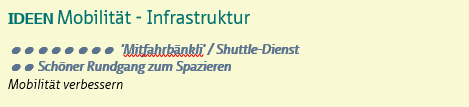 IDEEN Mobilität - Infrastruktur
● ● ● ● ● ● ● ● 'Mitfahrbänkli' / Shuttle-Dienst
● ● Schöner Rundgang zum Spazieren
Mobilität verbessern